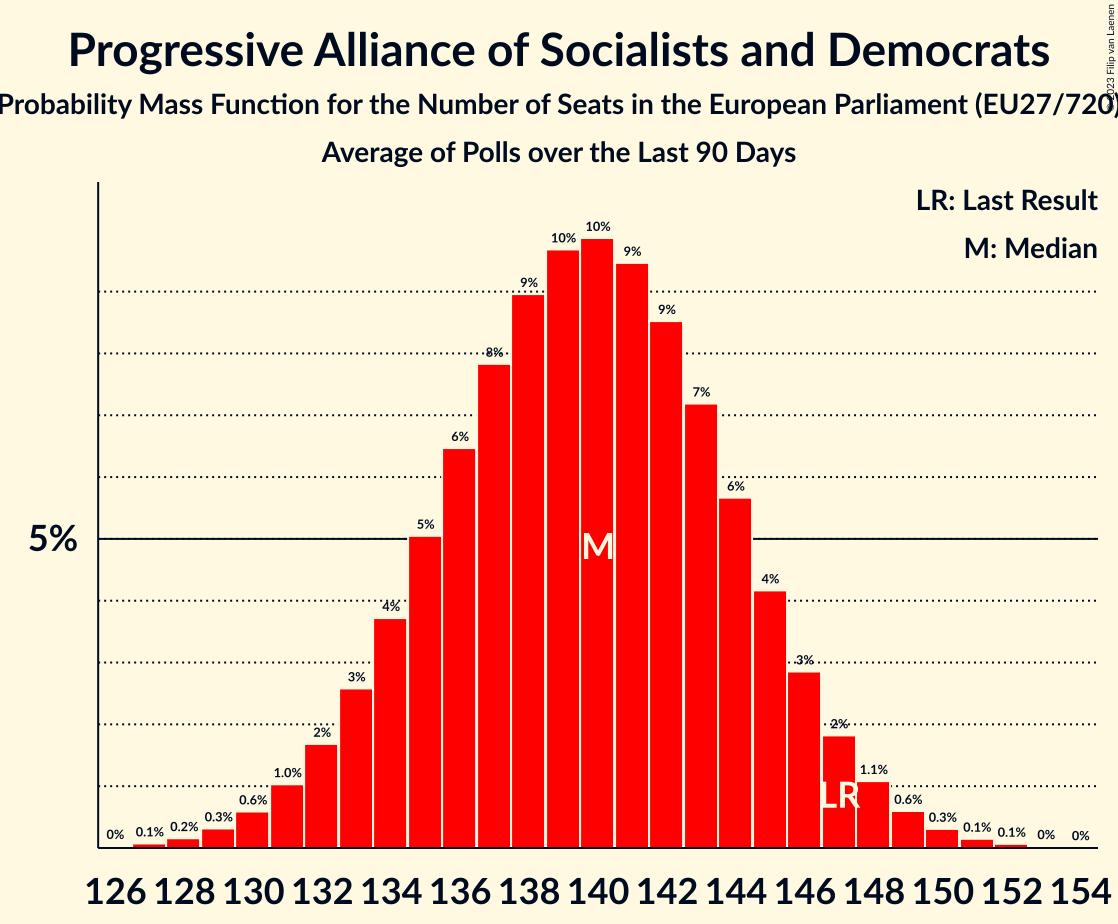 Progressive Alliance of Socialists and Democrats
Probability Mass Function for the Number of Seats in the European Parliament (EU27/720)
Average of Polls over the Last 90 Days
© 2023 Filip van Laenen
LR: Last Result
M: Median
5%
0% 0.1% 0.2% 0.3% 0.6% 1.0% 2% 3% 4% 5% 6% 8% 9% 10% 10% 9% 9% 7% 6% 4% 3% 2% 1.1% 0.6% 0.3% 0.1% 0.1% 0% 0%
M
LR
126 128 130 132 134 136 138 140 142 144 146 148 150 152 154